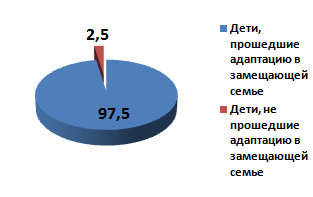 2,5
97,5
Дети,
прошедшие
адаптацию в
замещающей
семье
Дети, не
прошедшие
адаптацию в
замещающей
семье